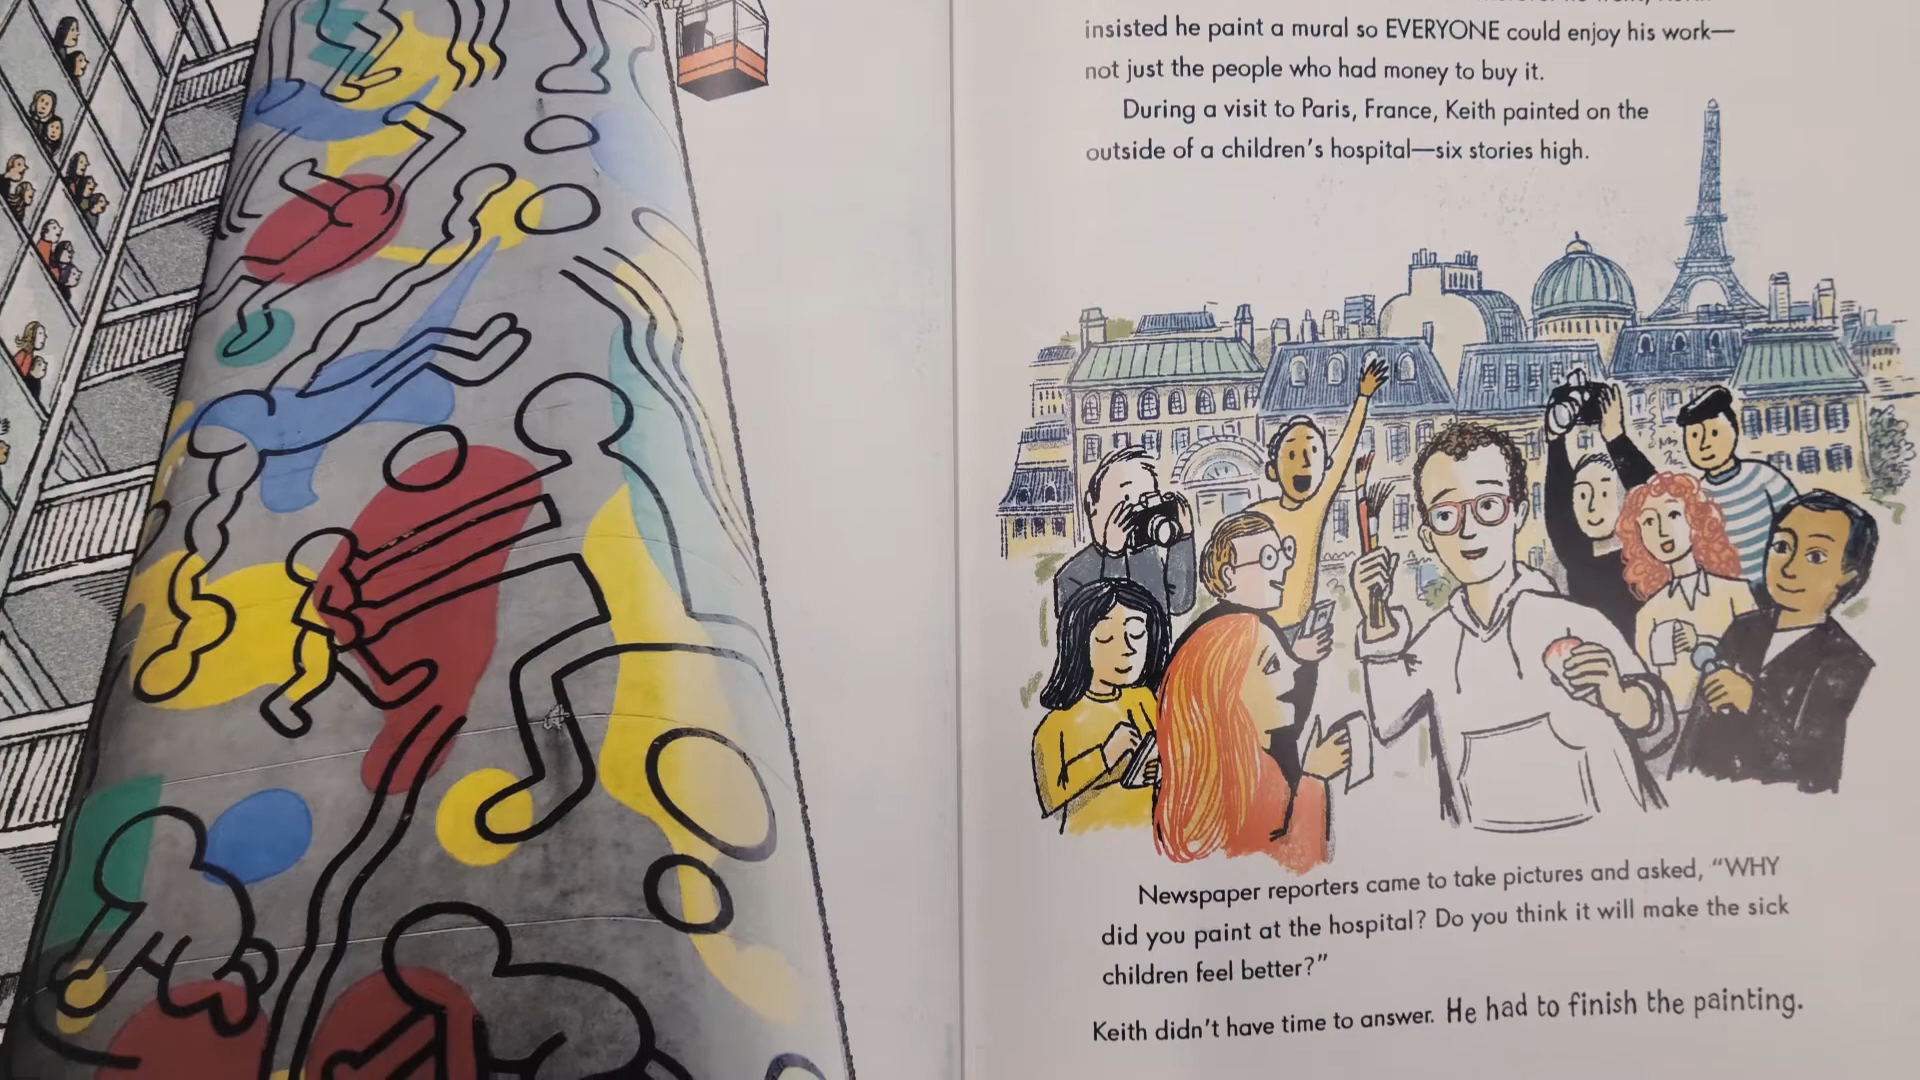 insisted he paint a mural so EVERYONE could enjoy his work—
not just the people who had money to buy it.
During a visit to Paris, France, Keith painted on the
outside of a children's hospital—six stories high.
Newspaper reporters came to take pictures and asked, “WHY
did you paint at the hospital? Do you think it will make the sick
children feel better?”
Keith didn't have time to answer. He had to finish the painting.